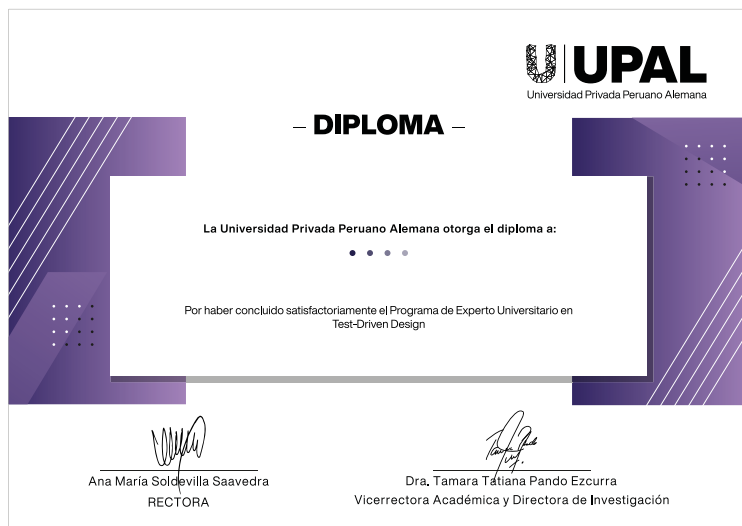 UPAL
Universidad Privada Peruano Alemana
– DIPLOMA –
La Universidad Privada Peruano Alemana otorga el diploma a:
Por haber concluido satisfactoriamente el Programa de Experto Universitario en
Test-Driven Design
Ana María Soldevilla Saavedra
RECTORA
Dra. Tamara Tatiana Pando Ezcurra
Vicerrectora Académica y Directora de Investigación